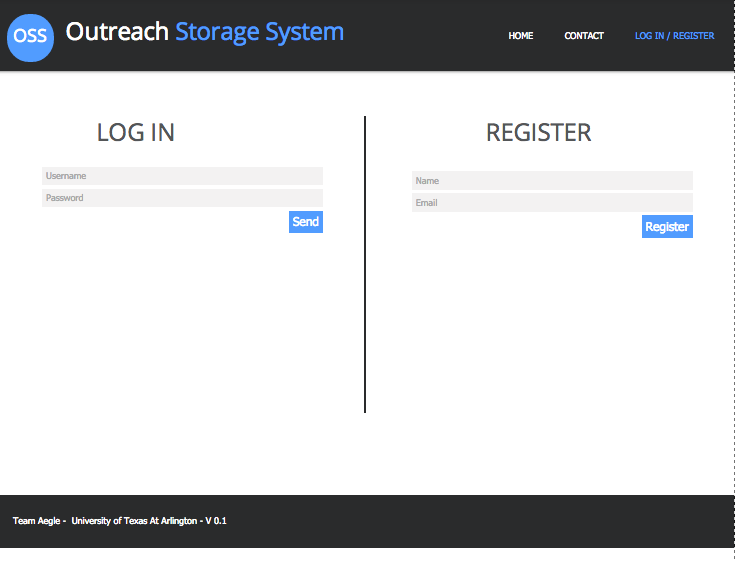 OSS
Outreach Storage System
HOME
CONTACT
LOG IN / REGISTER
LOG IN
Username
Password
Send
REGISTER
Name
Email
Register
Team Aegle - University of Texas At Arlington - V 0.1